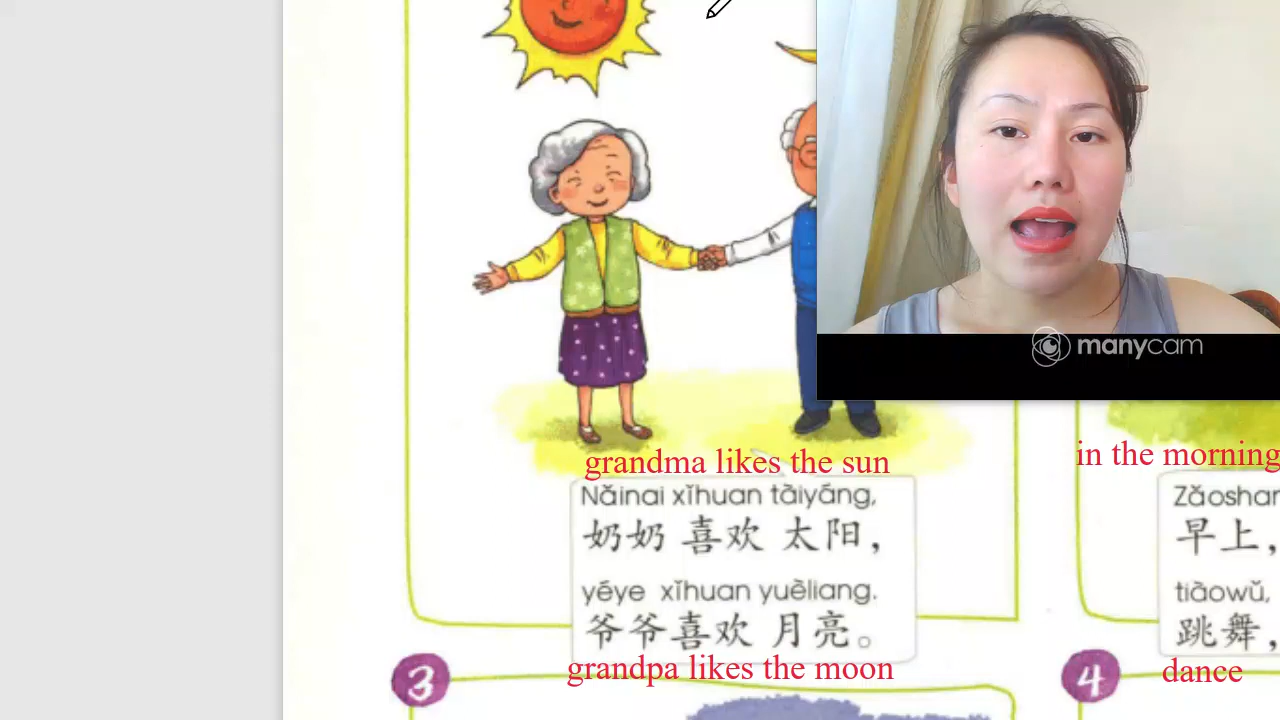 manycam
grandma likes the sun
Nǎinai xǐhuan tàiyáng,
奶奶 喜欢 太阳，
yéye xǐhuan yuèliang.
爷爷喜欢 月亮。
grandpa likes the moon
in the morning
Zǎoshan
早上，
tiàowǔ,
跳舞，
dance
3
4